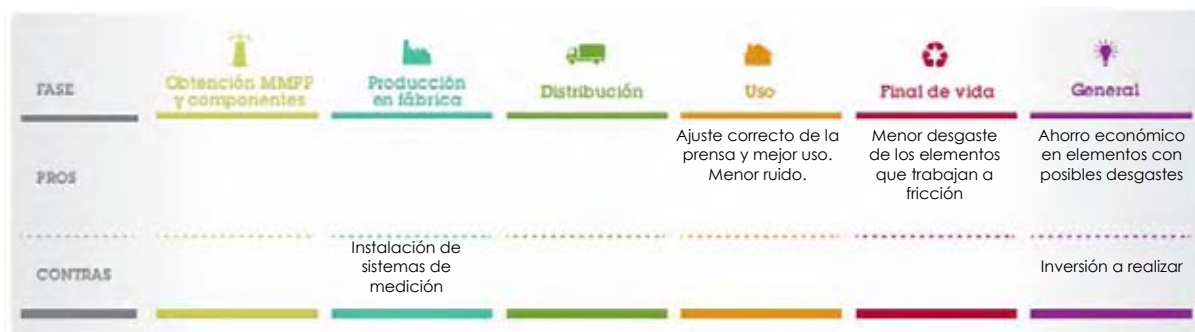 FASE
Obtención MMPP
y componentes
Producción
en fábrica
Distribución
Uso
Final de vida
General
PROS
Ajuste correcto de la
prensa y mejor uso.
Menor ruido.
Menor desgaste
de los elementos
que trabajan a
fricción
Ahorro económico
en elementos con
posibles desgastes
CONTRAS
Instalación de
sistemas de
medición
Inversión a realizar